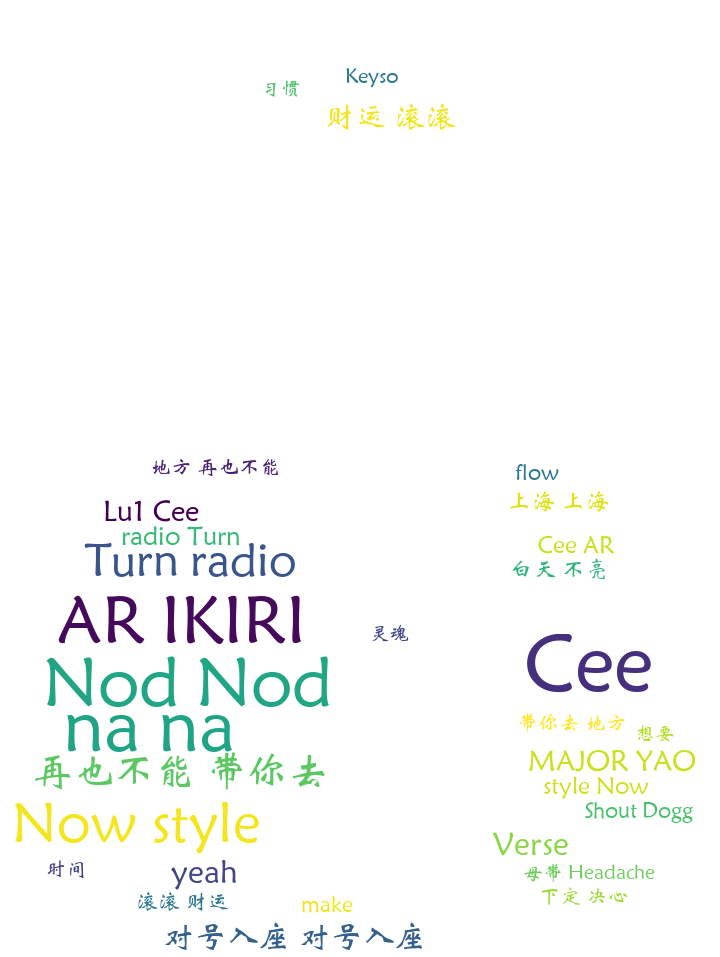 Keyso
习惯
财运 滚滚
地方 再也不能
flow
上海 上海
Lu1 Cee
radio Turn
Cee AR
Turn radio
白天 不亮
AR IKIRI
灵魂
Cee
Nod Nod
na na
带你去 地方
想要
MAJOR YAO
再也不能 带你去
style Now
Shout Dogg
Now style
Verse
时间
yeah
母带 Headache
下定 决心
滚滚 财运
make
对号入座 对号入座